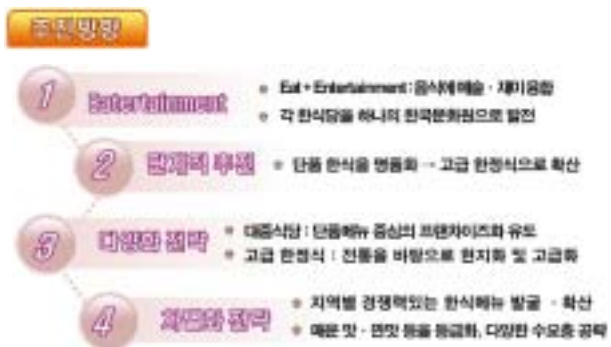 추진방향
1 Eatertainment
Eat + Entertainment : 음식에 예술 · 재미 융합
각 한식당을 하나의 한국문화원으로 발전
2 단계적 추진
단품 한식을 명품화 → 고급 한정식으로 확산
3 다양한 전략
대중식당 : 단품메뉴 중심의 프랜차이즈화 유도
고급 한정식 : 전통을 바탕으로 현지화 및 고급화
4 차별화 전략
지역별 경쟁력있는 한식메뉴 발굴 · 확산
매운 맛 · 면맛 등을 등급화, 다양한 수요층 공략